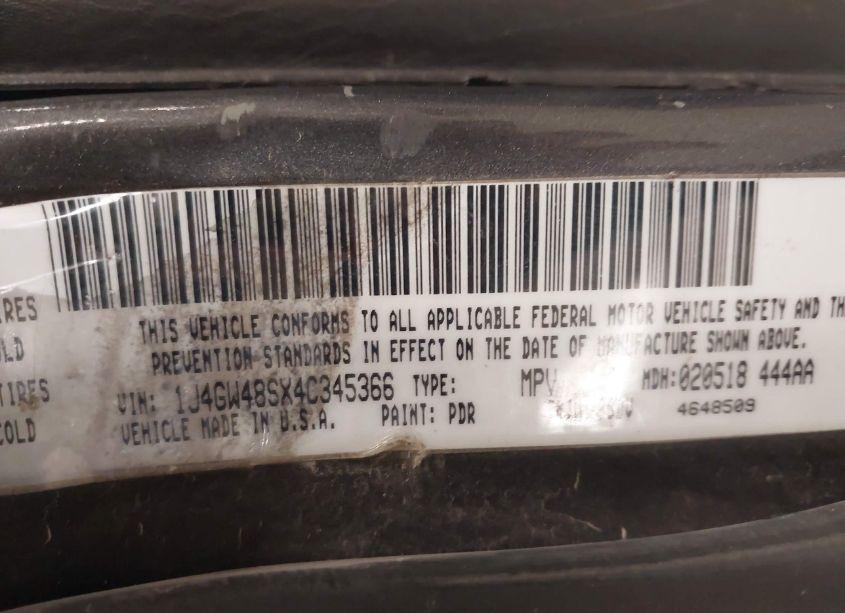 IRES
OLD
TIRES
COLD
THIS VEHICLE CONFORMS TO ALL APPLICABLE FEDERAL MOTOR VEHICLE SAFETY AND TH
PREVENTION STANDARDS IN EFFECT ON THE DATE OF MANUFACTURE SHOWN ABOVE.
VIN: 1J4GW48SX4C345366 TYPE: MPV MDH:020518 444AA
VEHICLE MADE IN U.S.A. PAINT: PDR 4648509